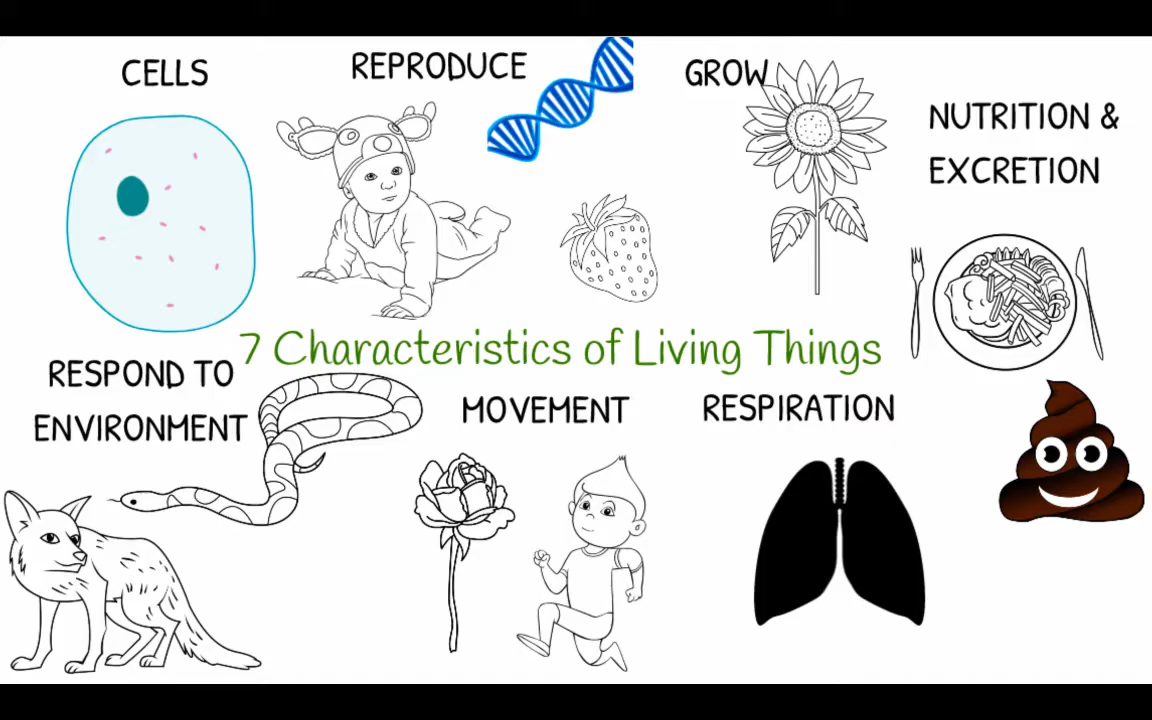 CELLS
REPRODUCE
GROW
NUTRITION &
EXCRETION
7 Characteristics of Living Things
RESPOND TO
ENVIRONMENT
MOVEMENT
RESPIRATION